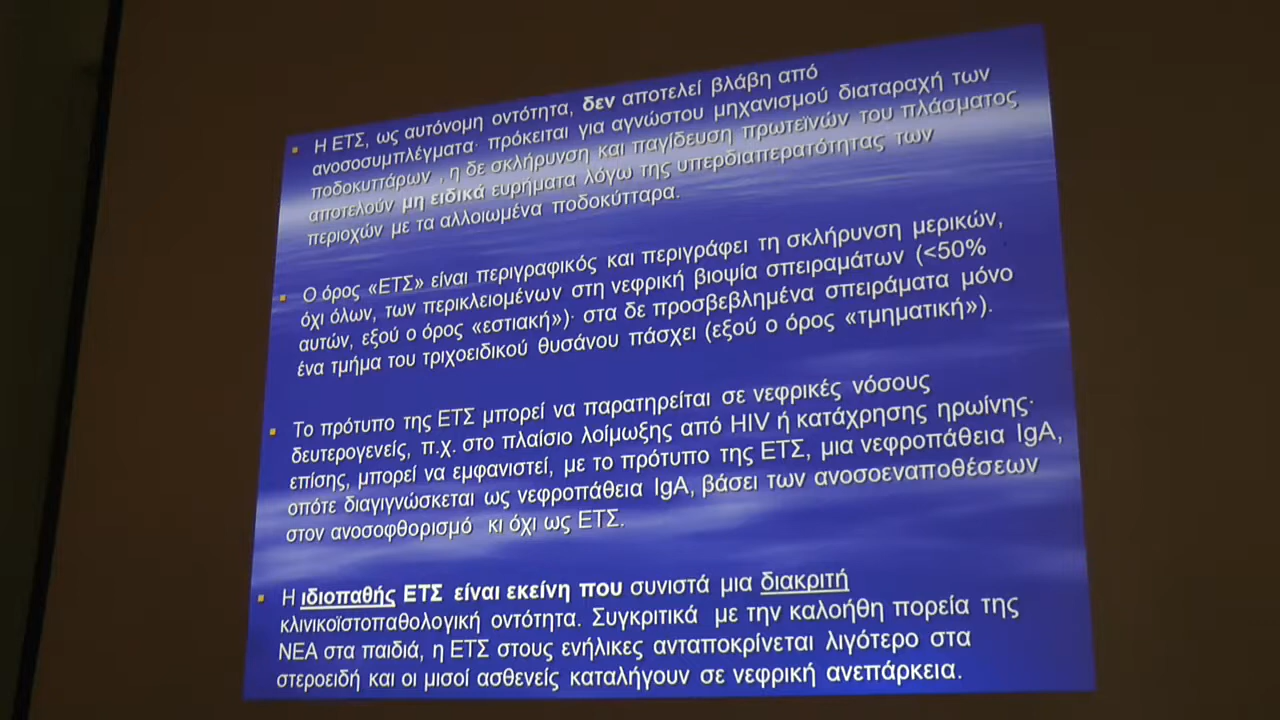 Η ΕΤΣ, ως αυτόνομη οντότητα, δεν αποτελεί βλάβη από
ανοσοσυμπλέγματα· πρόκειται για αγνώστου μηχανισμού διαταραχή των
ποδοκυττάρων , η δε σκλήρυνση και παγίδευση πρωτεϊνών του πλάσματος
αποτελούν μη ειδικά ευρήματα λόγω της υπερδιαπερατότητας των
περιοχών με τα αλλοιωμένα ποδοκύτταρα.
Ο όρος «ΕΤΣ» είναι περιγραφικός και περιγράφει τη σκλήρυνση μερικών,
όχι όλων, των περικλειομένων στη νεφρική βιοψία σπειραμάτων (<50%
αυτών, εξού ο όρος «εστιακή»)· στα δε προσβεβλημένα σπειράματα μόνο
ένα τμήμα του τριχοειδικού θυσάνου πάσχει (εξού ο όρος «τμηματική»).
Το πρότυπο της ΕΤΣ μπορεί να παρατηρείται σε νεφρικές νόσους
δευτερογενείς, π.χ. στο πλαίσιο λοίμωξης από HIV ή κατάχρησης ηρωίνης·
επίσης, μπορεί να εμφανιστεί, με το πρότυπο της ΕΤΣ, μια νεφροπάθεια IgA,
οπότε διαγιγνώσκεται ως νεφροπάθεια IgA, βάσει των ανοσοεναποθέσεων
στον ανοσοφθορισμό κι όχι ως ΕΤΣ.
Η ιδιοπαθής ΕΤΣ είναι εκείνη που συνιστά μια διακριτή
κλινικοϊστοπαθολογική οντότητα. Συγκριτικά με την καλοήθη πορεία της
ΝΕΑ στα παιδιά, η ΕΤΣ στους ενήλικες ανταποκρίνεται λιγότερο στα
στεροειδή και οι μισοί ασθενείς καταλήγουν σε νεφρική ανεπάρκεια.